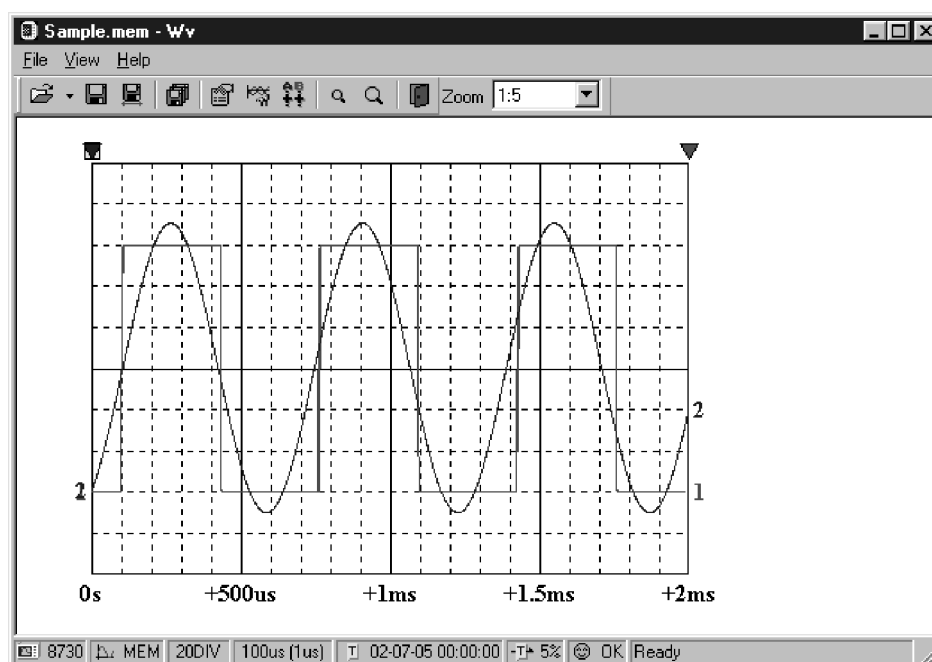 Sample.mem - Wv
File View Help
Zoom 1:5
2
2
1
0s +500us +1ms +1.5ms +2ms
8730 MEM 20DIV 100us (1us) T 02-07-05 00:00:00 -T+ 5% OK Ready